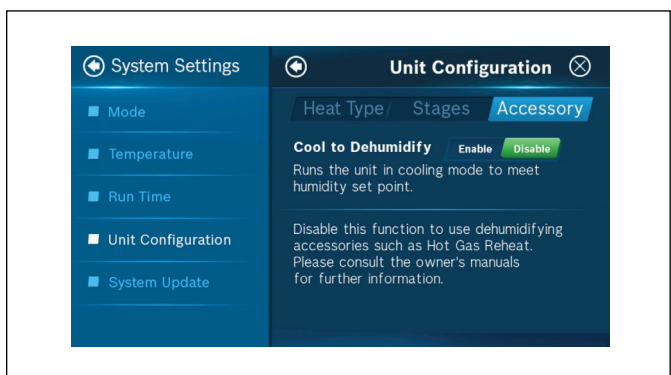 System Settings
Mode
Temperature
Run Time
Unit Configuration
System Update
Unit Configuration
Heat Type Stages Accessory
Cool to Dehumidify Enable Disable
Runs the unit in cooling mode to meet
humidity set point.
Disable this function to use dehumidifying
accessories such as Hot Gas Reheat.
Please consult the owner's manuals
for further information.